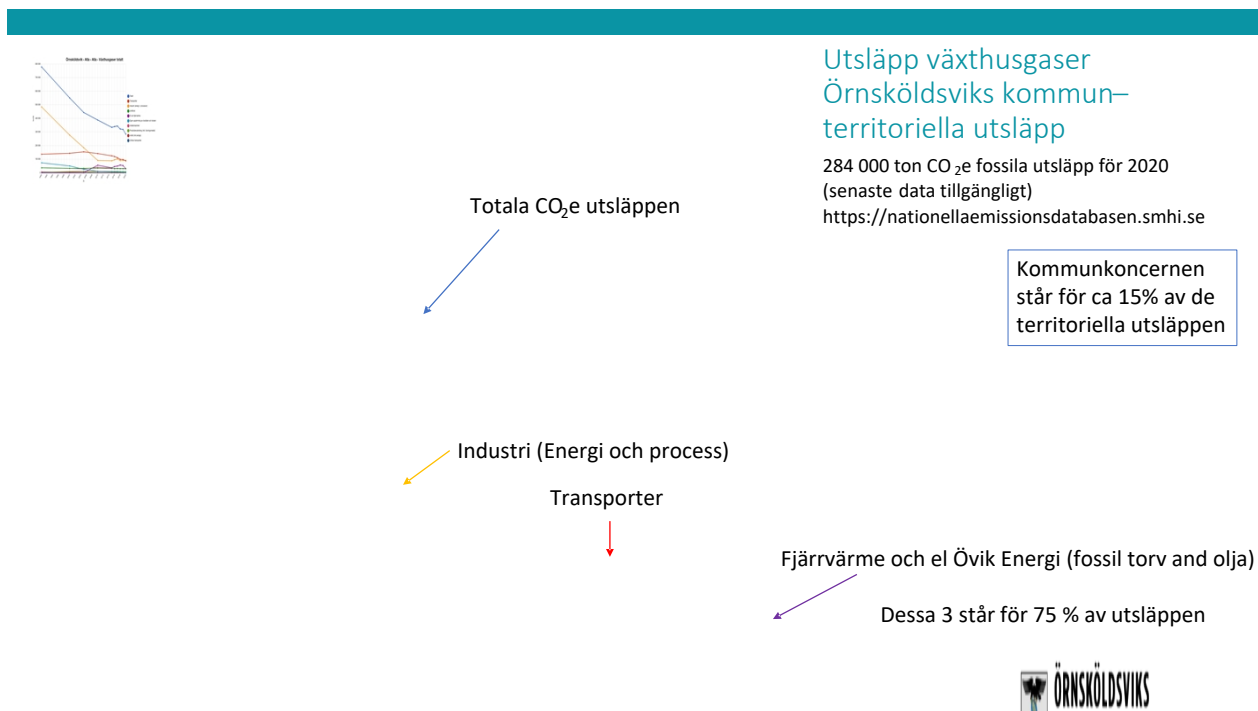 Utsläpp växthusgaser
Örnsköldsviks kommun–
territoriella utsläpp
284 000 ton CO₂e fossila utsläpp för 2020
(senaste data tillgängligt)
https://nationellaemissionsdatabasen.smhi.se
Totala CO₂e utsläppen
Kommunkoncernen
står för ca 15% av de
territoriella utsläppen
Industri (Energi och process)
Transporter
Fjärrvärme och el Övik Energi (fossil torv and olja)
Dessa 3 står för 75 % av utsläppen
ÖRNSKÖLDSVIKS